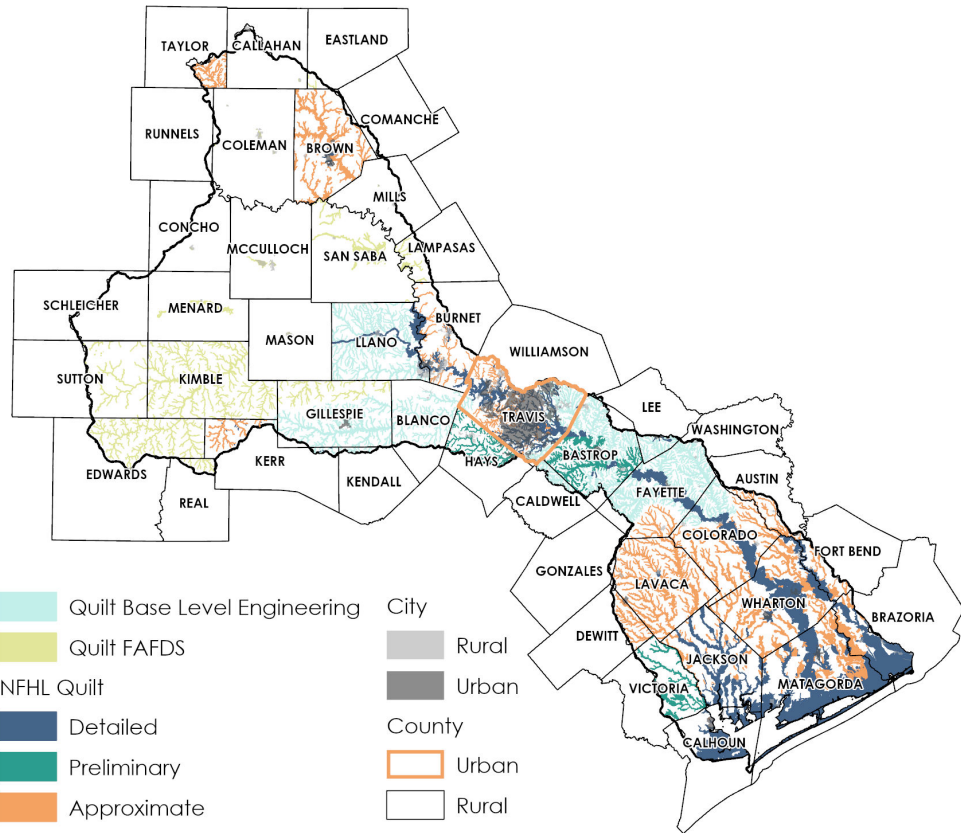 TAYLOR
CALLAHAN
EASTLAND
RUNNELS
COLEMAN
BROWN
COMANCHE
CONCHO
MCCULLOCH
MILLS
SAN SABA
LAMPASAS
SCHLEICHER
MENARD
MASON
LLANO
BURNET
WILLIAMSON
SUTTON
KIMBLE
GILLESPIE
BLANCO
TRAVIS
LEE
WASHINGTON
EDWARDS
REAL
KERR
KENDALL
HAYS
BASTROP
CALDWELL
FAYETTE
AUSTIN
COLORADO
FORT BEND
GONZALES
LAVACA
WHARTON
BRAZORIA
DEWITT
JACKSON
VICTORIA
MATAGORDA
CALHOUN
Quilt Base Level Engineering
Quilt FAFDS
NFHL Quilt
Detailed
Preliminary
Approximate
City
Rural
Urban
County
Urban
Rural